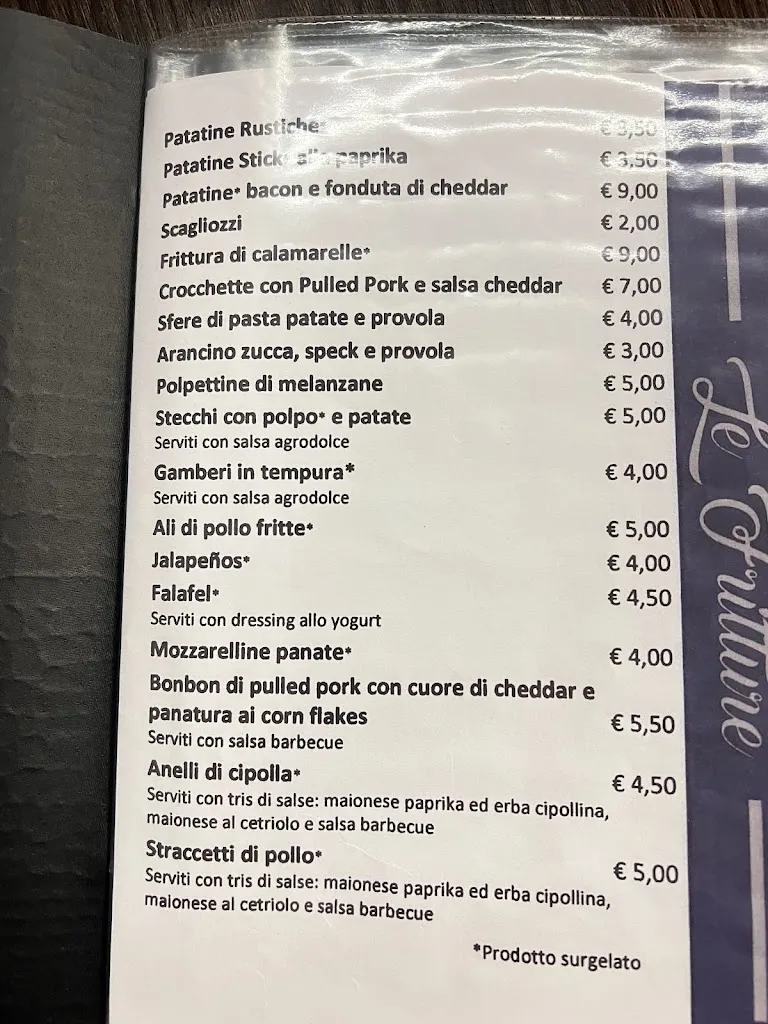 Patatine Rustiche*
€ 3,50
Patatine Stick* alla paprika
€ 3,50
Patatine* bacon e fonduta di cheddar
€ 9,00
Scagliozzi
€ 2,00
Frittura di calamarelle*
€ 9,00
Crocchette con Pulled Pork e salsa cheddar
€ 7,00
Sfere di pasta patate e provola
€ 4,00
Arancino zucca, speck e provola
€ 3,00
Polpettine di melanzane
€ 5,00
Stecchi con polpo* e patate
€ 5,00
Serviti con salsa agrodolce
Gamberi in tempura*
€ 4,00
Serviti con salsa agrodolce
Ali di pollo fritte*
€ 5,00
Jalapeños*
€ 4,00
Falafel*
€ 4,50
Serviti con dressing allo yogurt
Mozzarelline panate*
€ 4,00
Bonbon di pulled pork con cuore di cheddar e
panatura ai corn flakes
€ 5,50
Serviti con salsa barbecue
Anelli di cipolla*
€ 4,50
Serviti con tris di salse: maionese paprika ed erba cipollina,
maionese al cetriolo e salsa barbecue
Straccetti di pollo*
€ 5,00
Serviti con tris di salse: maionese paprika ed erba cipollina,
maionese al cetriolo e salsa barbecue
*Prodotto surgelato
Le Fritture